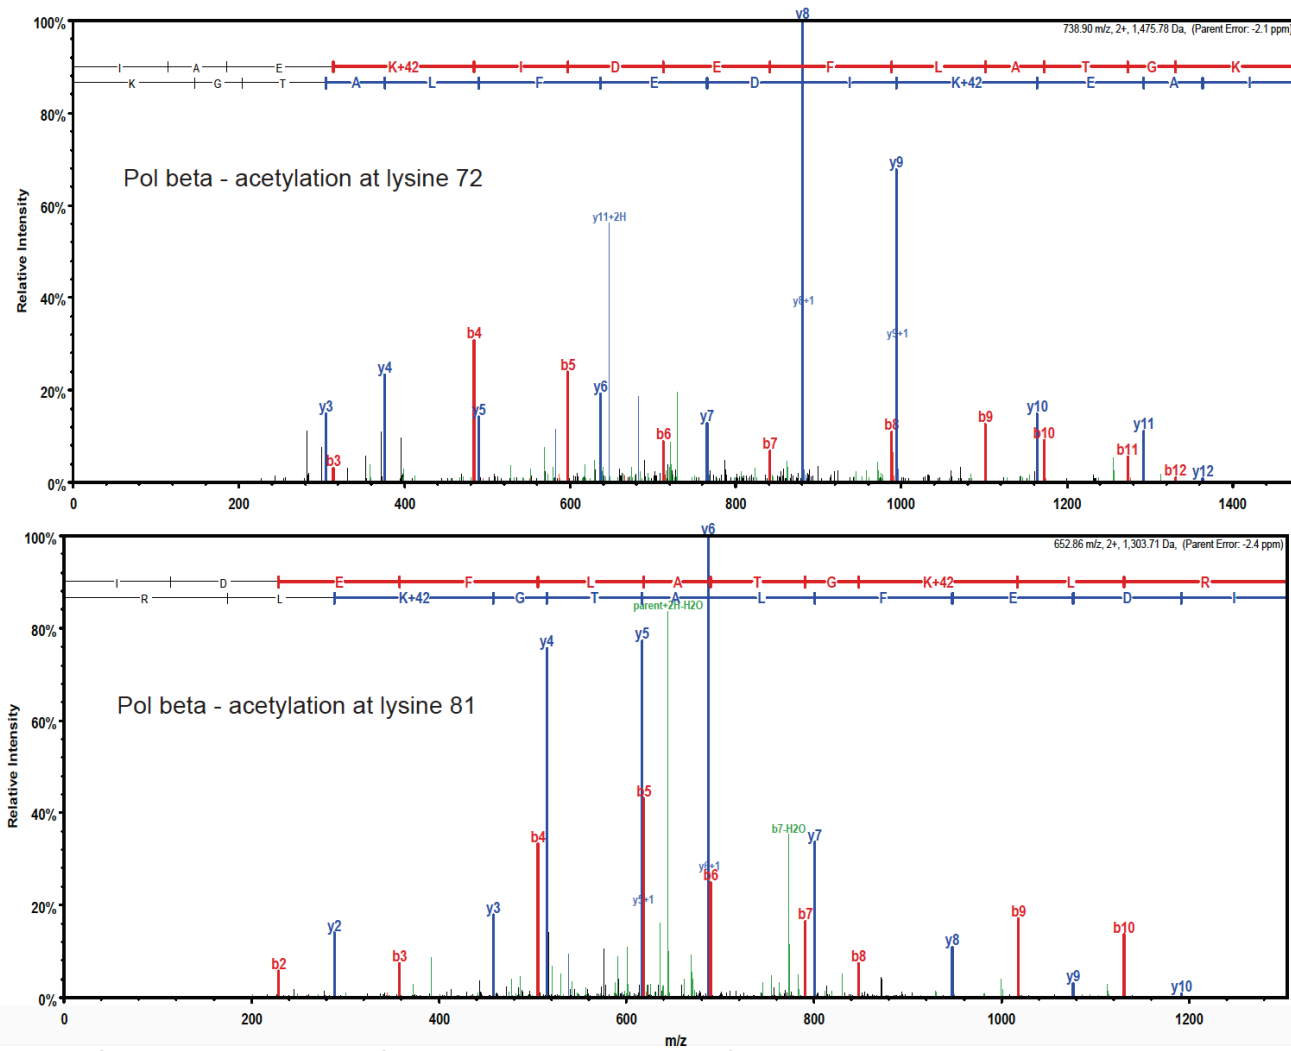 y8
100%
738.90 m/z, 2+, 1,475.78 Da, (Parent Error: -2.1 ppm)
I A E K+42 I D E F L A T G K
K G T A L F E D I K+42 E A I
80%
Pol beta - acetylation at lysine 72
y9
60%
y11+2H
Relative Intensity
40%
y8+1
b4
y9+1
b5
y4
20%
y6
y3
y5
y7
y10
b9
b6
b8
b10
y11
b7
b11
b3
b12
y12
0%
0 200 400 600 800 1000 1200 1400
y6
100%
652.86 m/z, 2+, 1,303.71 Da, (Parent Error: -2.4 ppm)
I D E F L A T G K+42 L R
R L K+42 G T A L F E D I
parent+2H-H2O
80%
y4
y5
Pol beta - acetylation at lysine 81
60%
Relative Intensity
b5
40%
b4
b7-H2O
y7
y6+1
b6
y5+1
20%
y3
b7
b9
y2
b10
y8
b2
b3
b8
y9
y10
0%
0 200 400 600 800 1000 1200
m/z